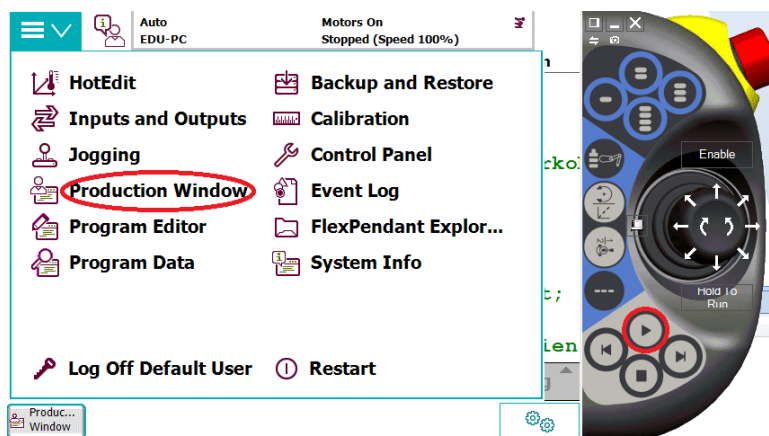 Auto
EDU-PC
Motors On
Stopped (Speed 100%)
HotEdit
Backup and Restore
Inputs and Outputs
Calibration
Jogging
Control Panel
Production Window
Event Log
Program Editor
FlexPendant Explor...
Program Data
System Info
Log Off Default User
Restart
Produc...
Window
n
rko
t;
ien
Enable
Hold To
Run